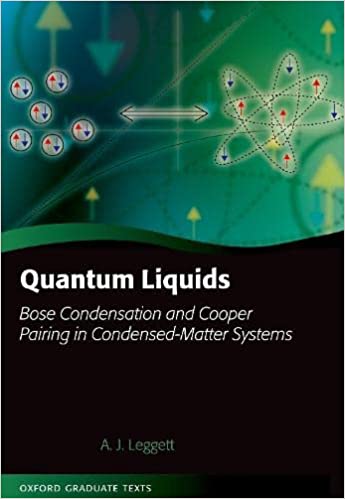 Quantum Liquids
Bose Condensation and Cooper
Pairing in Condensed-Matter Systems
A. J. Leggett
OXFORD GRADUATE TEXTS